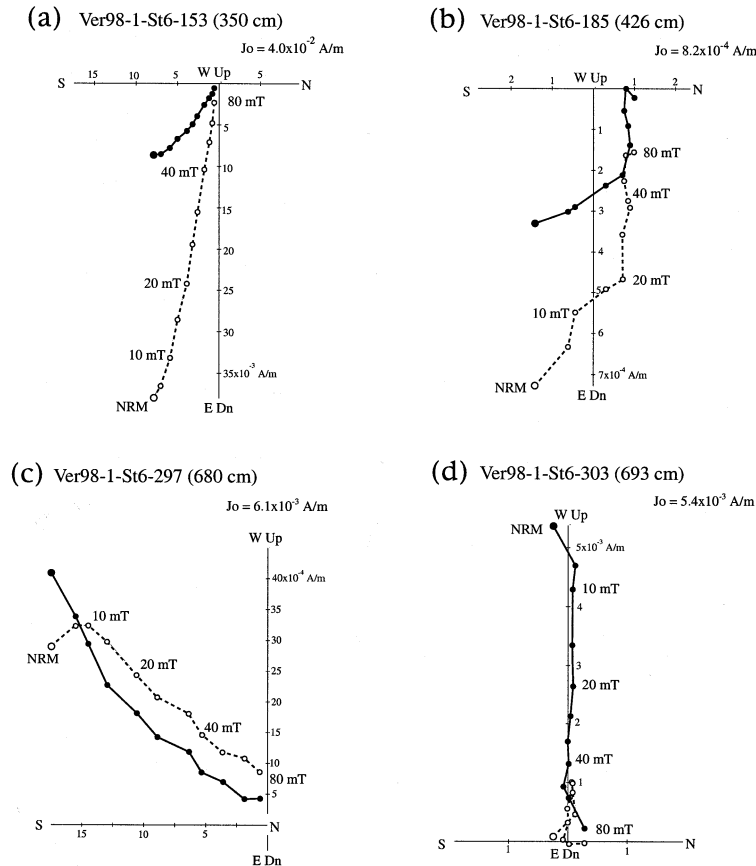 (a) Ver98-1-St6-153 (350 cm)
Jo = 4.0x10-2 A/m
W Up
S 15 10 5 5 N
80 mT
5
40 mT
10
15
20
20 mT
25
30
10 mT
35x10-3 A/m
NRM
E Dn
(b) Ver98-1-St6-185 (426 cm)
Jo = 8.2x10-4 A/m
W Up
S 2 1 1 2 N
1
80 mT
2
40 mT
3
4
20 mT
5
10 mT
6
7x10-4 A/m
NRM
E Dn
(c) Ver98-1-St6-297 (680 cm)
Jo = 6.1x10-3 A/m
W Up
40x10-4 A/m
35
10 mT
30
NRM
20 mT
25
20
40 mT
15
10
80 mT
5
S 15 10 5 N
E Dn
(d) Ver98-1-St6-303 (693 cm)
Jo = 5.4x10-3 A/m
W Up
NRM
5x10-3 A/m
10 mT
4
3
20 mT
2
40 mT
1
80 mT
S 1 E Dn 1 N